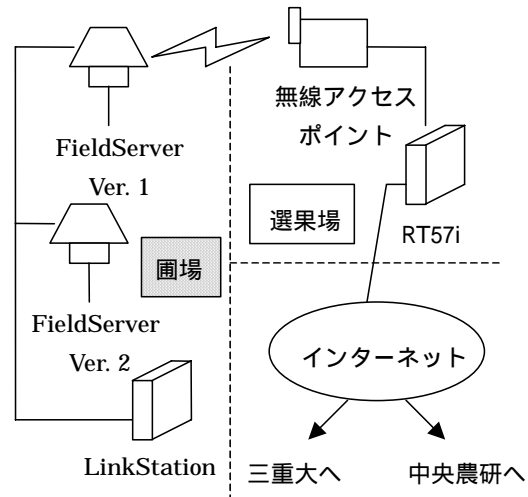 無線アクセス
ポイント
FieldServer
Ver. 1
選果場
RT57i
圃場
FieldServer
Ver. 2
インターネット
LinkStation
三重大へ
中央農研へ